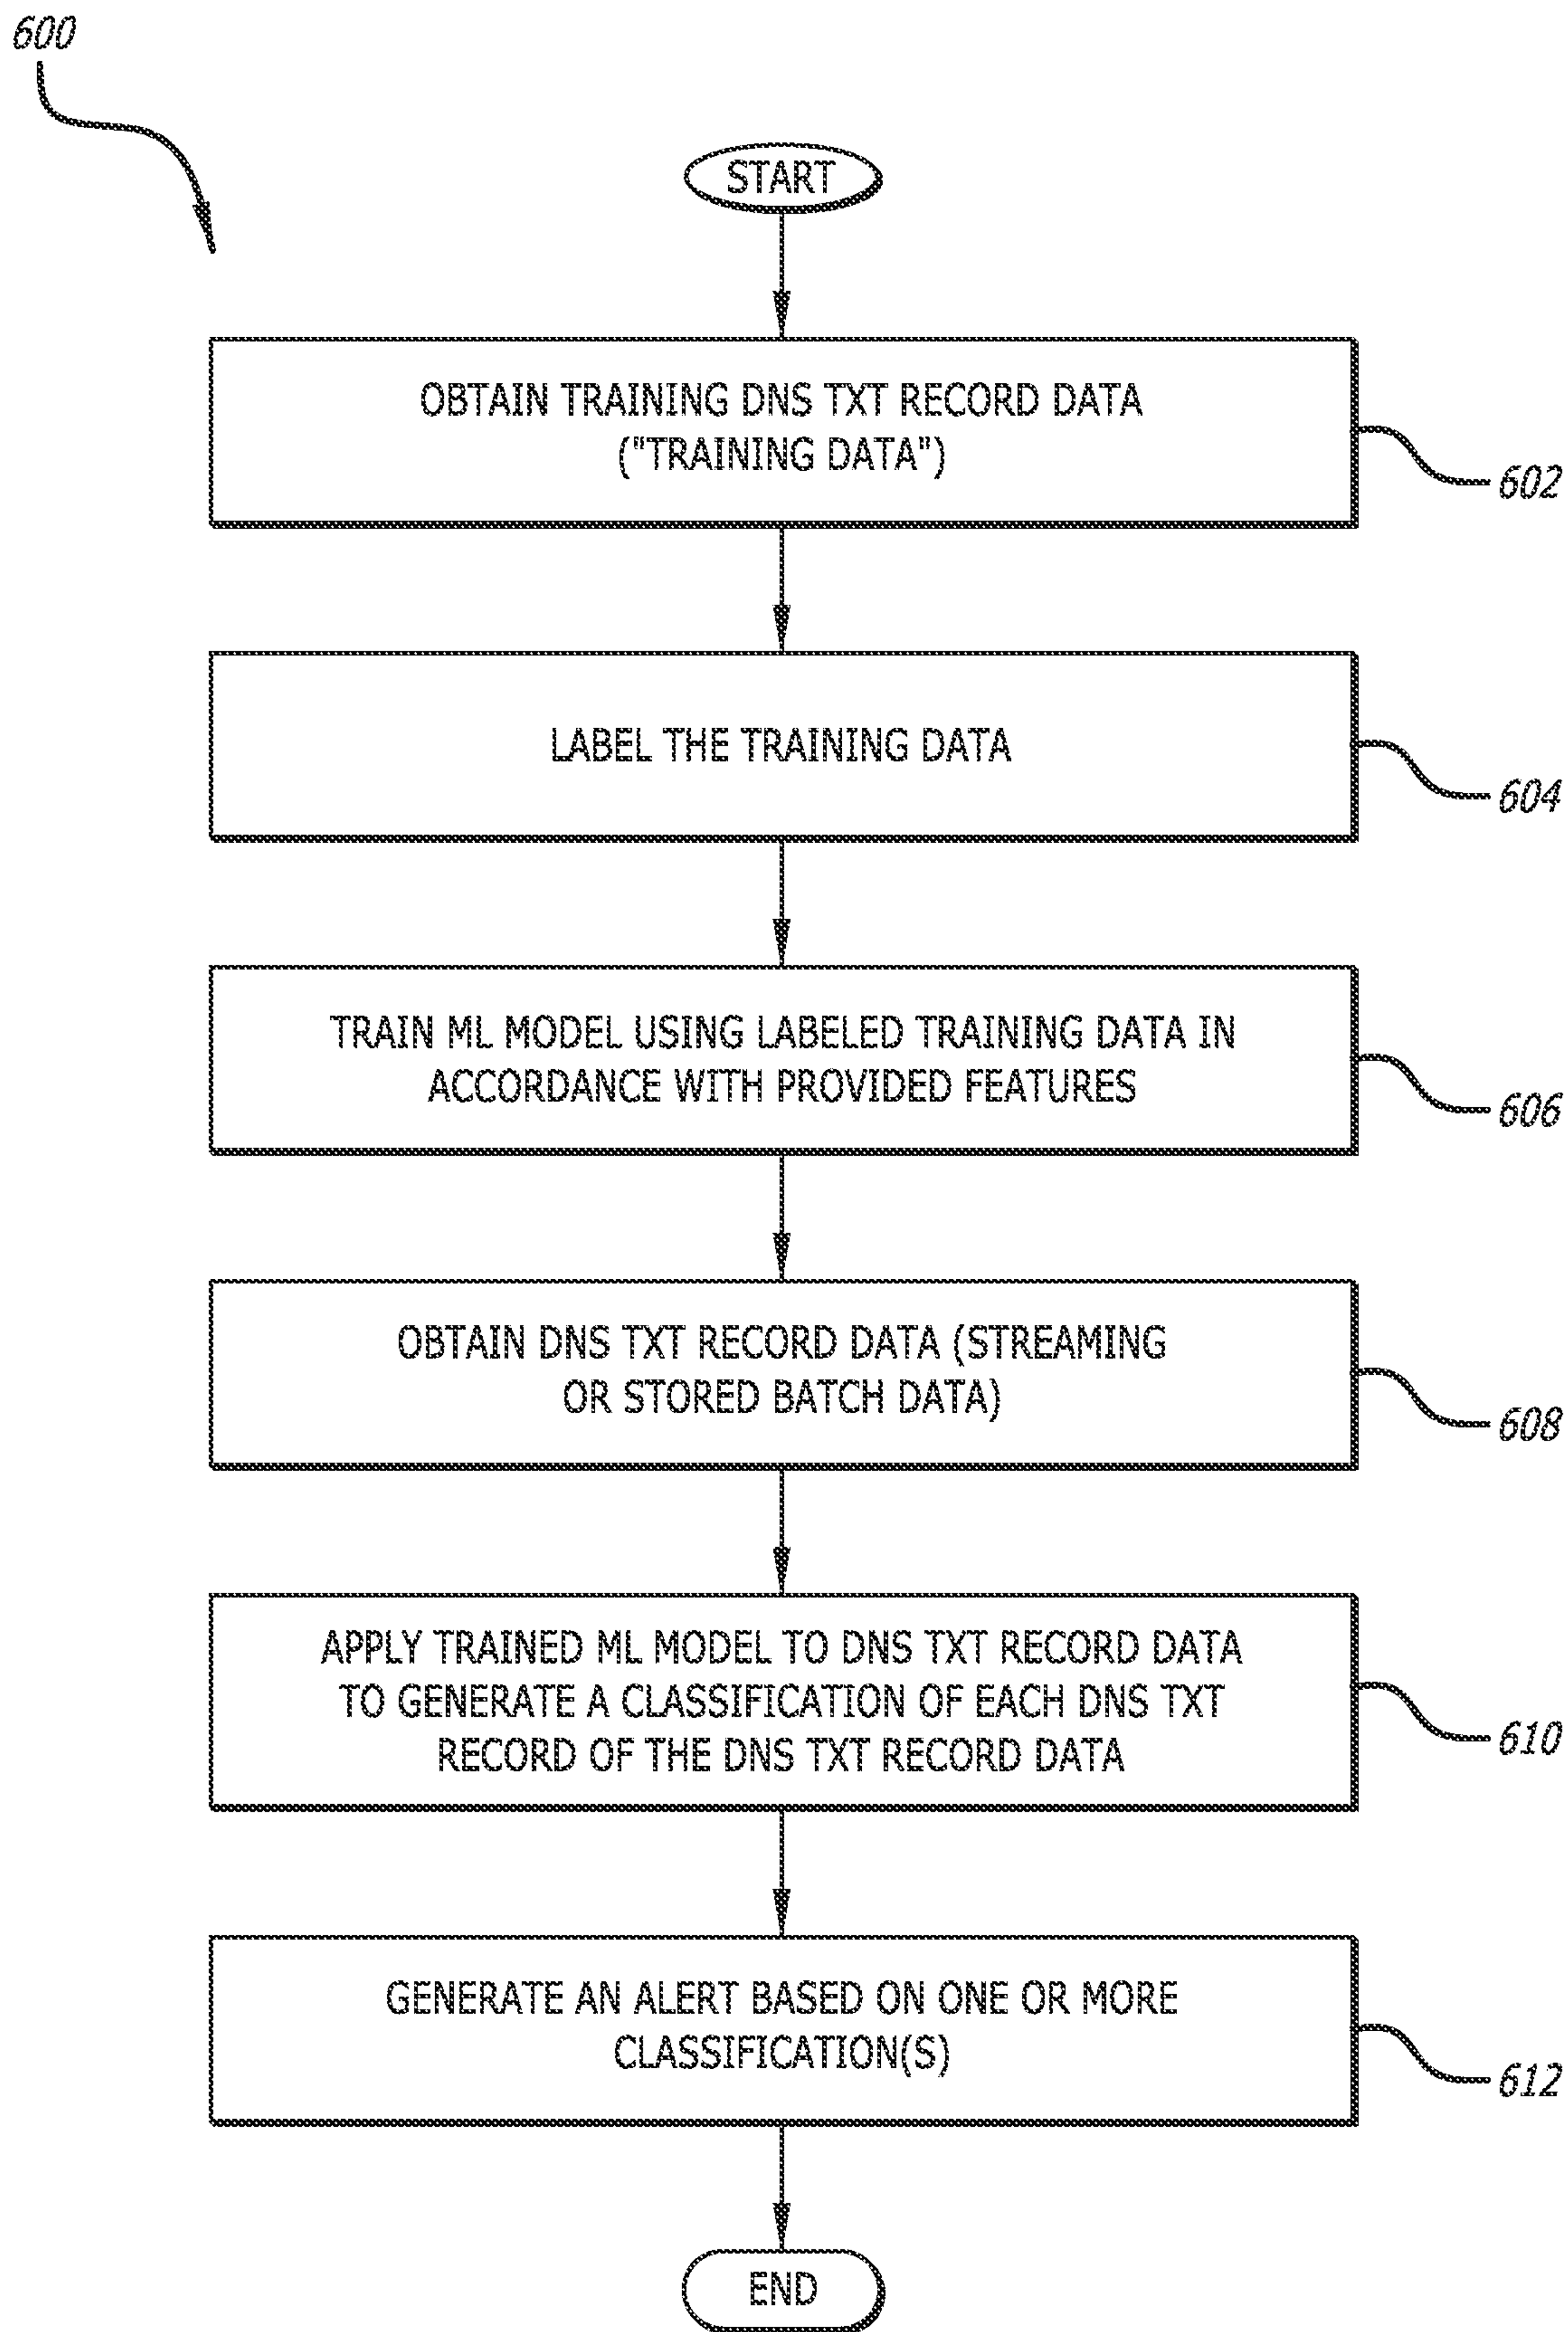 600
START
OBTAIN TRAINING DNS TXT RECORD DATA
("TRAINING DATA")
602
LABEL THE TRAINING DATA
604
TRAIN ML MODEL USING LABELED TRAINING DATA IN
ACCORDANCE WITH PROVIDED FEATURES
606
OBTAIN DNS TXT RECORD DATA (STREAMING
OR STORED BATCH DATA)
608
APPLY TRAINED ML MODEL TO DNS TXT RECORD DATA
TO GENERATE A CLASSIFICATION OF EACH DNS TXT
RECORD OF THE DNS TXT RECORD DATA
610
GENERATE AN ALERT BASED ON ONE OR MORE
CLASSIFICATION(S)
612
END